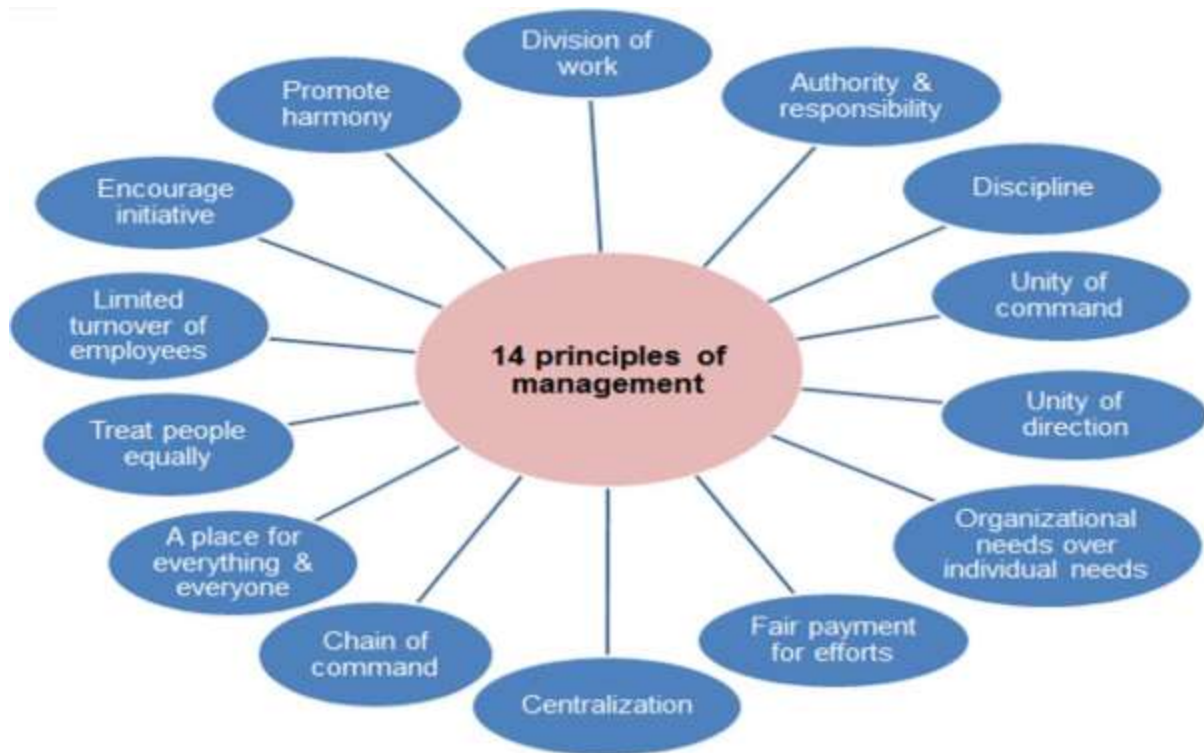 14 principles of
management
Division of
work
Authority &
responsibility
Discipline
Unity of
command
Unity of
direction
Organizational
needs over
individual needs
Fair payment
for efforts
Centralization
Chain of
command
A place for
everything &
everyone
Treat people
equally
Limited
turnover of
employees
Encourage
initiative
Promote
harmony